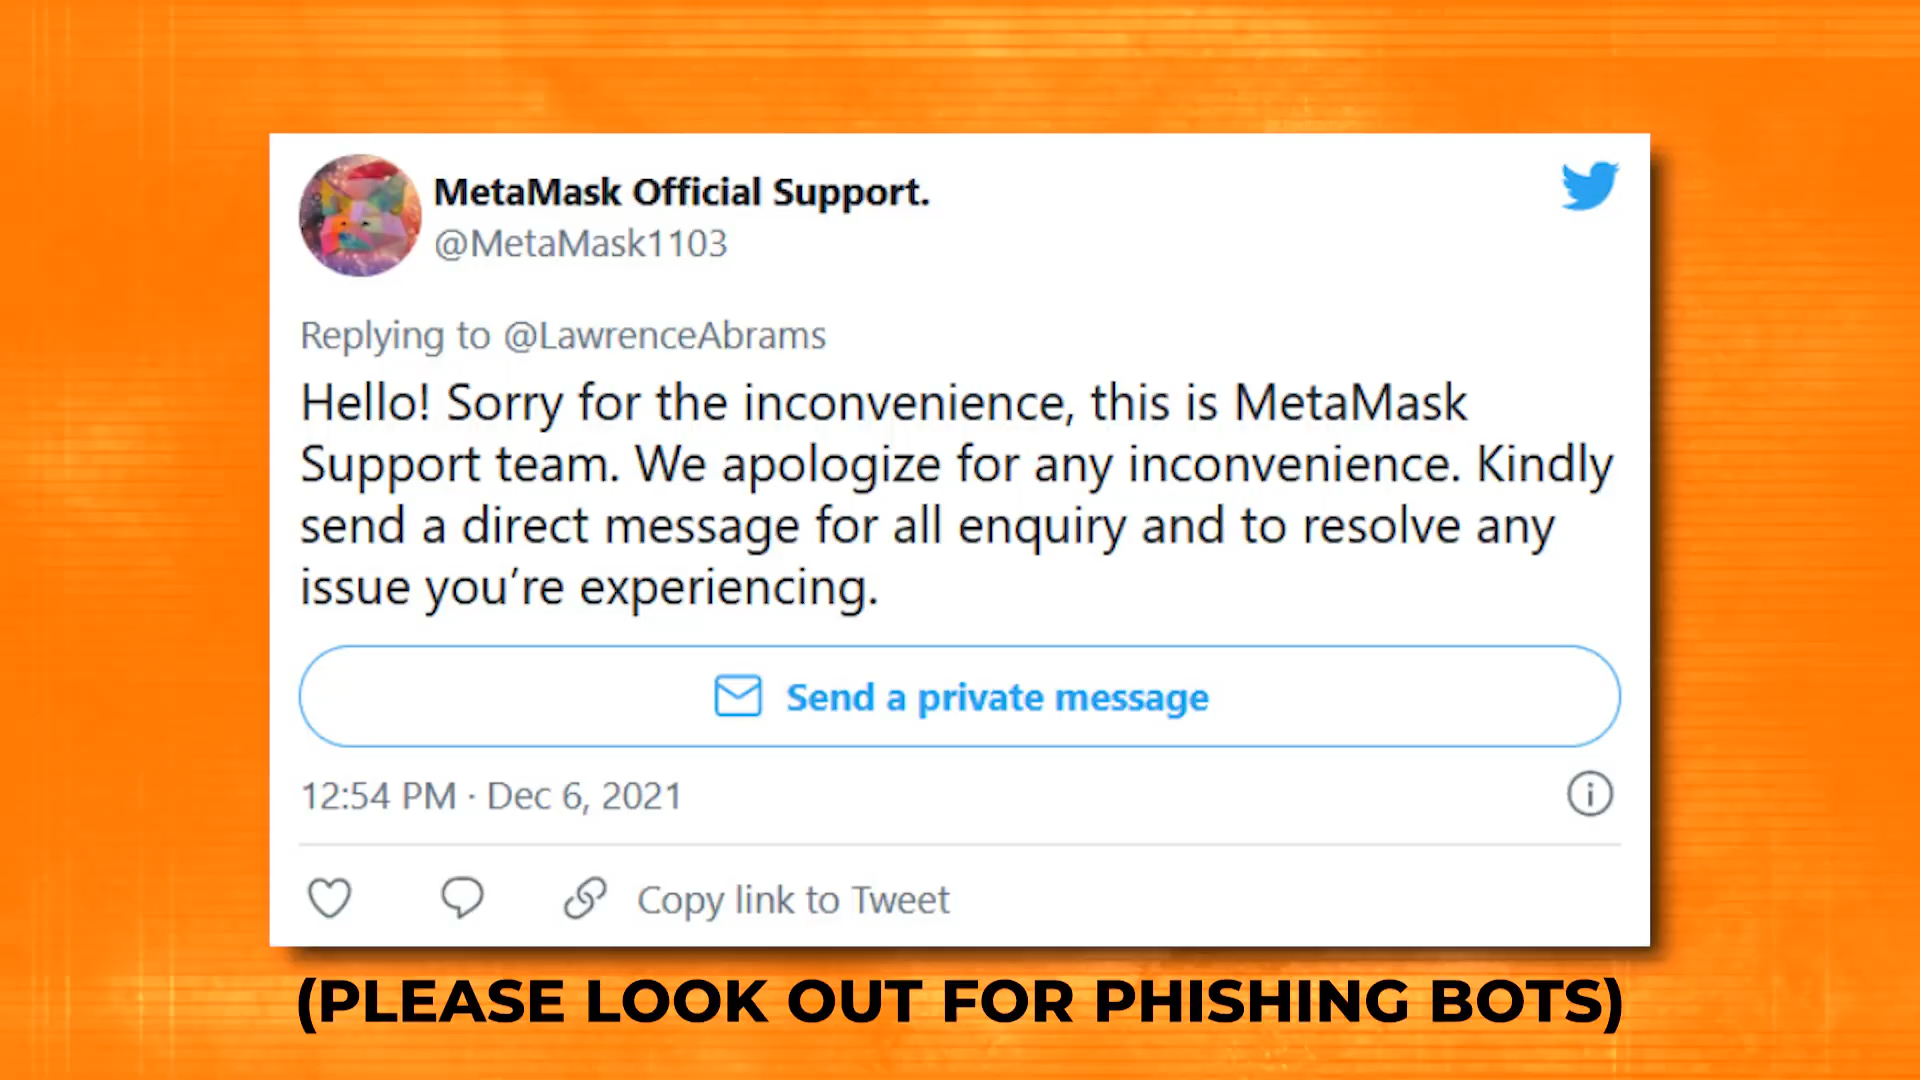 MetaMask Official Support.
@MetaMask1103
Replying to @LawrenceAbrams
Hello! Sorry for the inconvenience, this is MetaMask
Support team. We apologize for any inconvenience. Kindly
send a direct message for all enquiry and to resolve any
issue you’re experiencing.
Send a private message
12:54 PM · Dec 6, 2021
Copy link to Tweet
(PLEASE LOOK OUT FOR PHISHING BOTS)